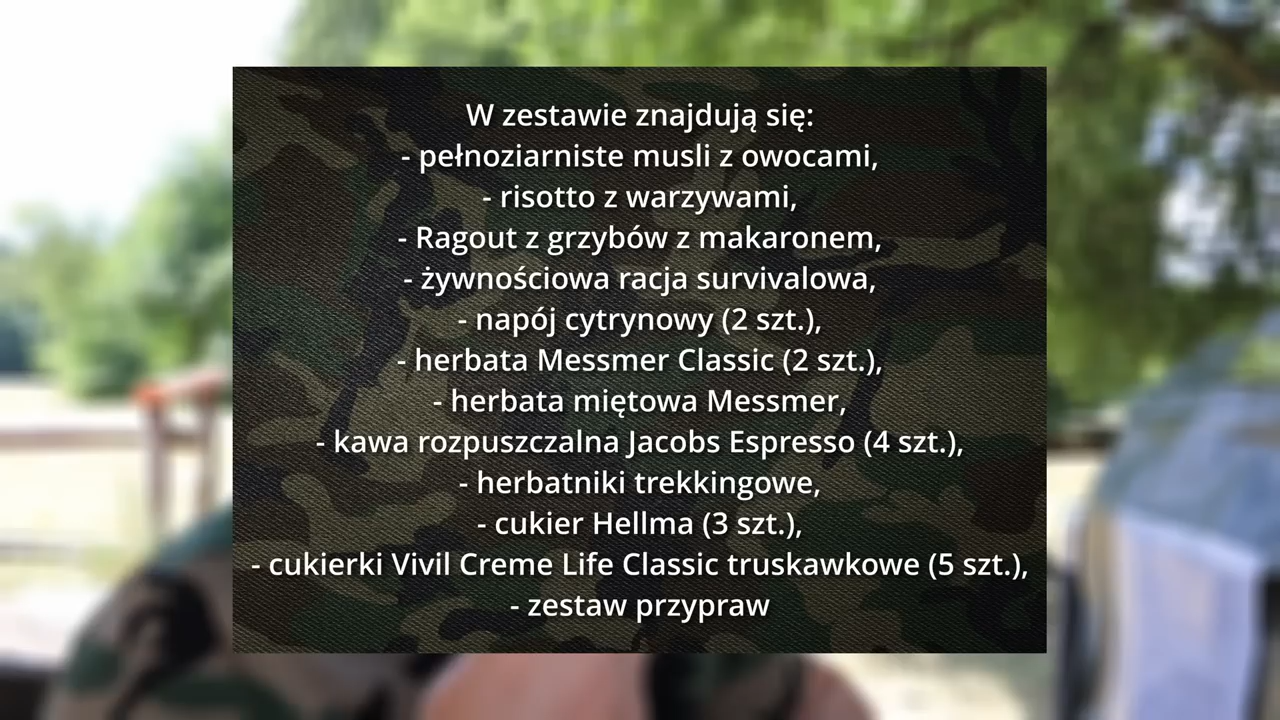 W zestawie znajdują się:
- pełnoziarniste musli z owocami,
- risotto z warzywami,
- Ragout z grzybów z makaronem,
- żywnościowa racja survivalowa,
- napój cytrynowy (2 szt.),
- herbata Messmer Classic (2 szt.),
- herbata miętowa Messmer,
- kawa rozpuszczalna Jacobs Espresso (4 szt.),
- herbatniki trekkingowe,
- cukier Hellma (3 szt.),
- cukierki Vivil Creme Life Classic truskawkowe (5 szt.),
- zestaw przypraw